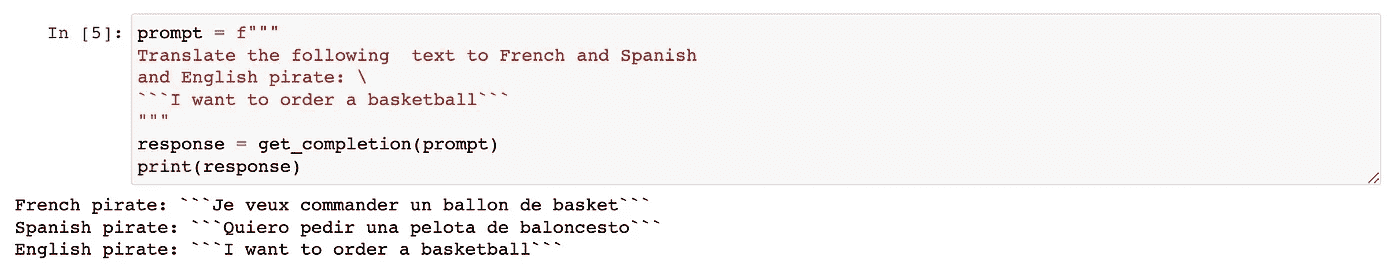 In [5]: prompt = f"""
Translate the following  text to French and Spanish
and English pirate: \
```I want to order a basketball```
"""
response = get_completion(prompt)
print(response)
French pirate: ```Je veux commander un ballon de basket```
Spanish pirate: ```Quiero pedir una pelota de baloncesto```
English pirate: ```I want to order a basketball```